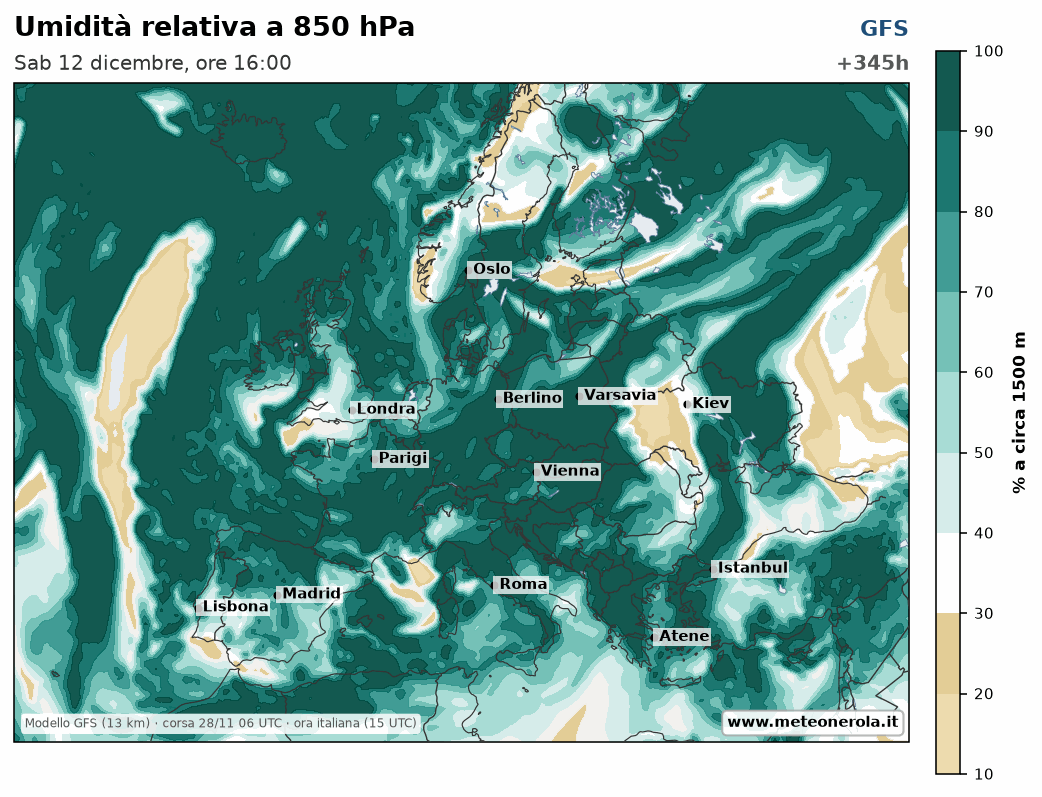 Umidità relativa a 850 hPa
GFS
Sab 12 dicembre, ore 16:00
+345h
100
90
80
70
60
50
40
30
20
10
% a circa 1500 m
Oslo
Londra
Berlino
Varsavia
Kiev
Parigi
Vienna
Istanbul
Roma
Madrid
Lisbona
Atene
Modello GFS (13 km) · corsa 28/11 06 UTC · ora italiana (15 UTC)
www.meteonerola.it